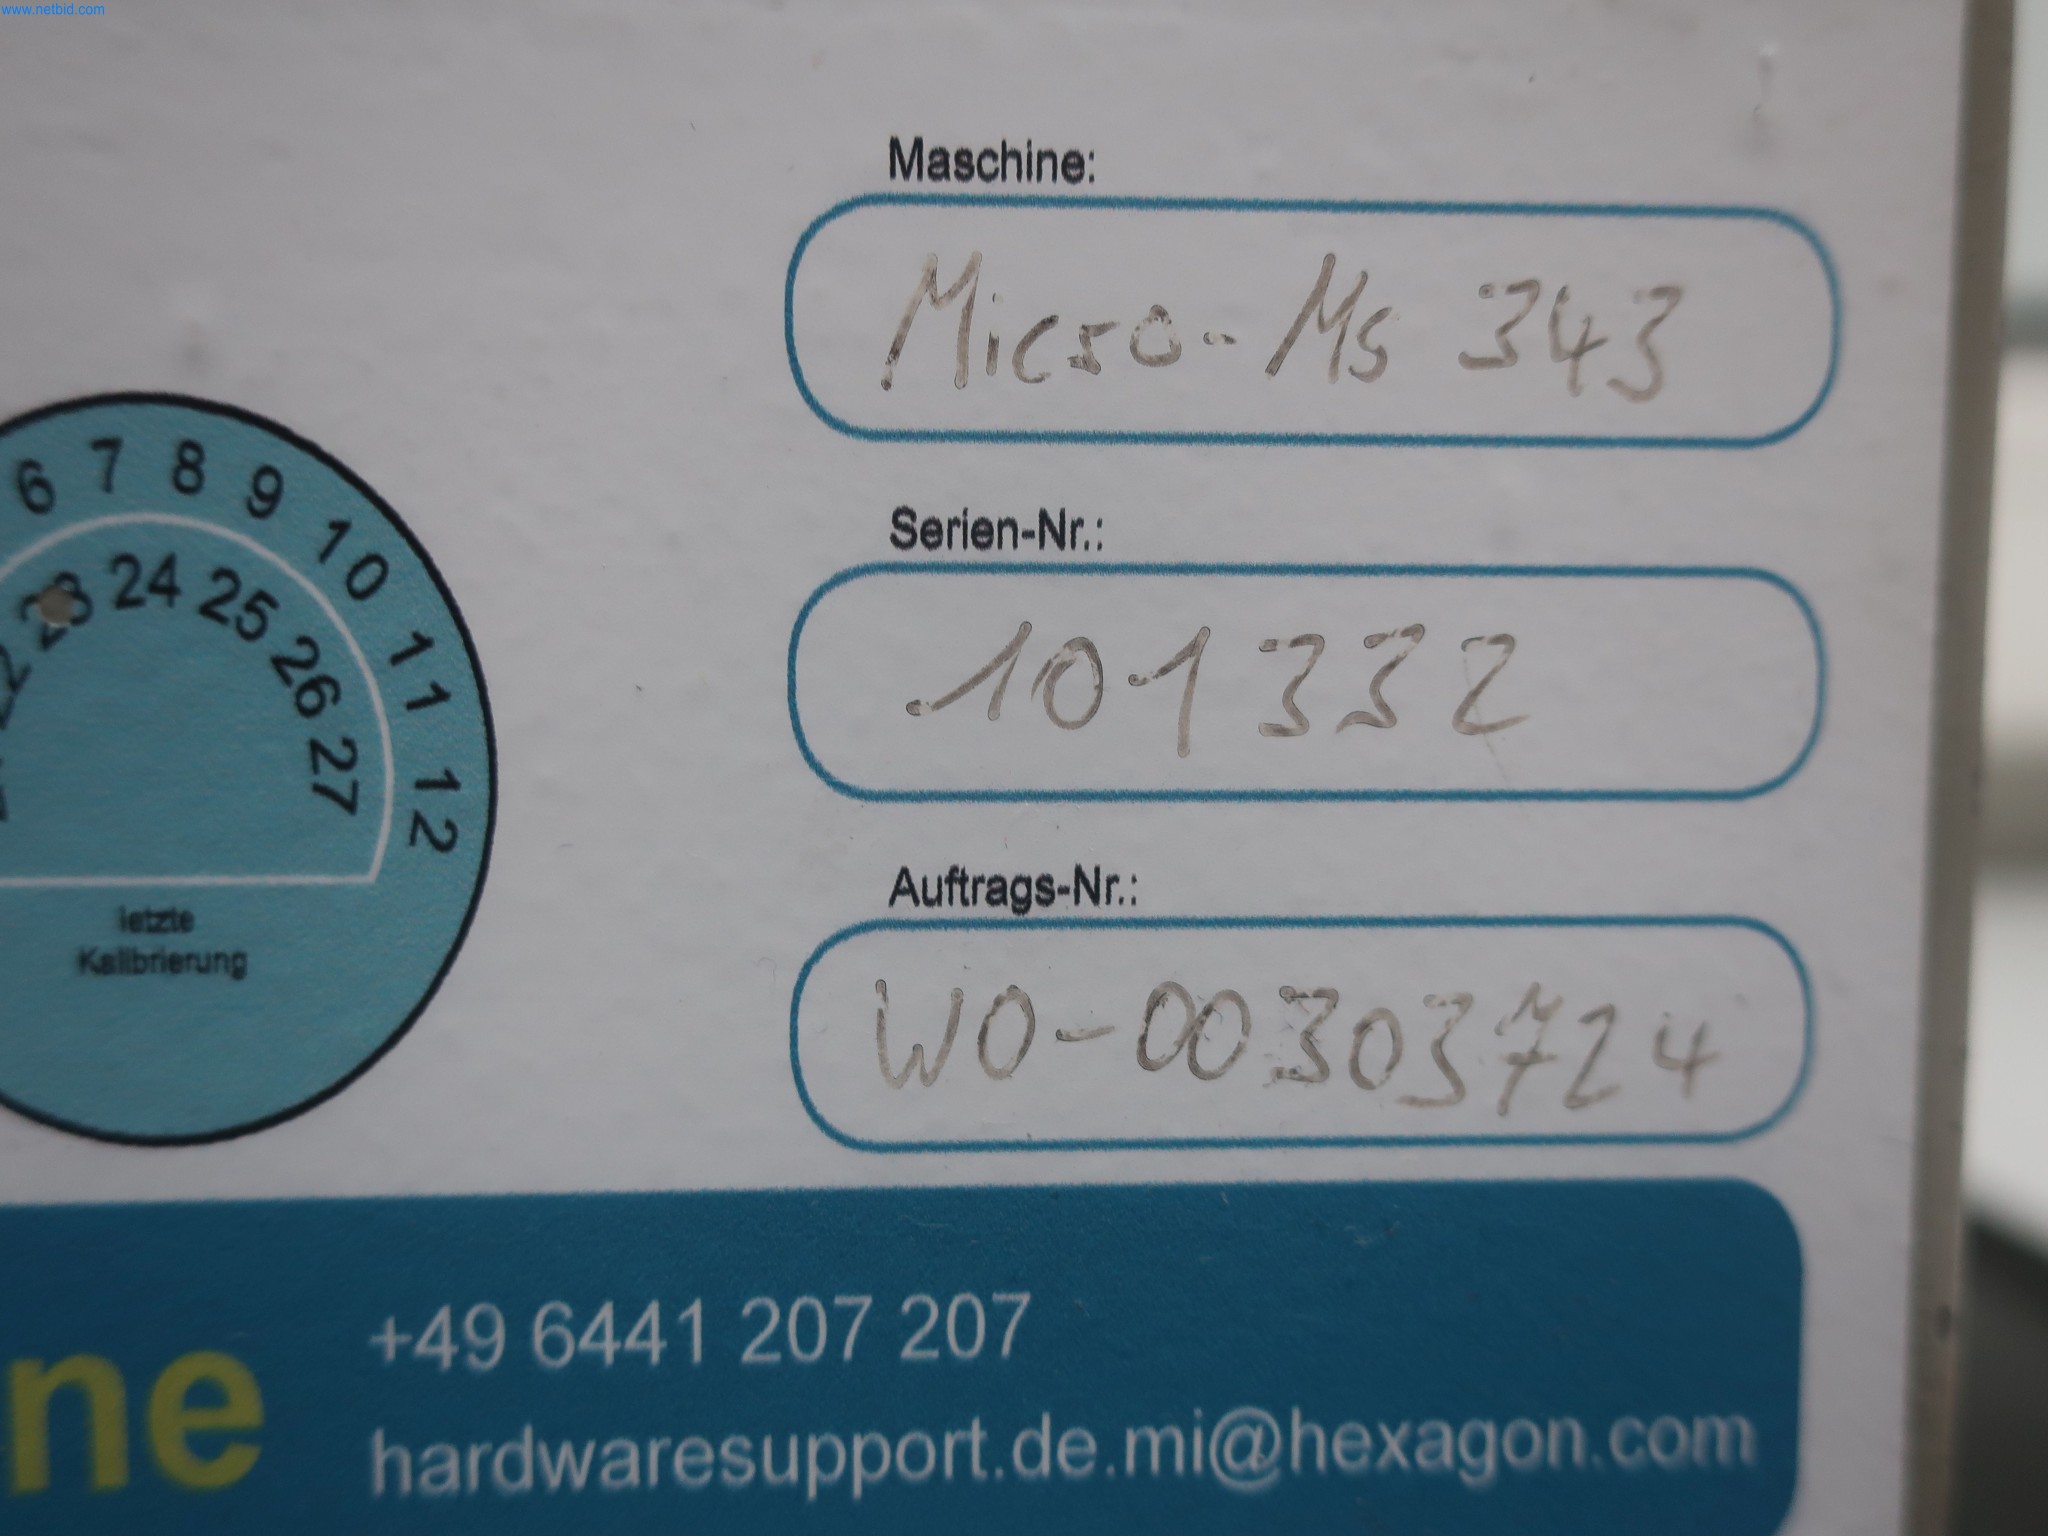 www.netbid.com
Maschine:
Micro-Ms 343
Serien-Nr.:
101332
Auftrags-Nr.:
WO-00303724
6 7 8 9 10 11 12
23 24 25 26 27
letzte
Kalibrierung
ne
+49 6441 207 207
hardwaresupport.de.mi@hexagon.com